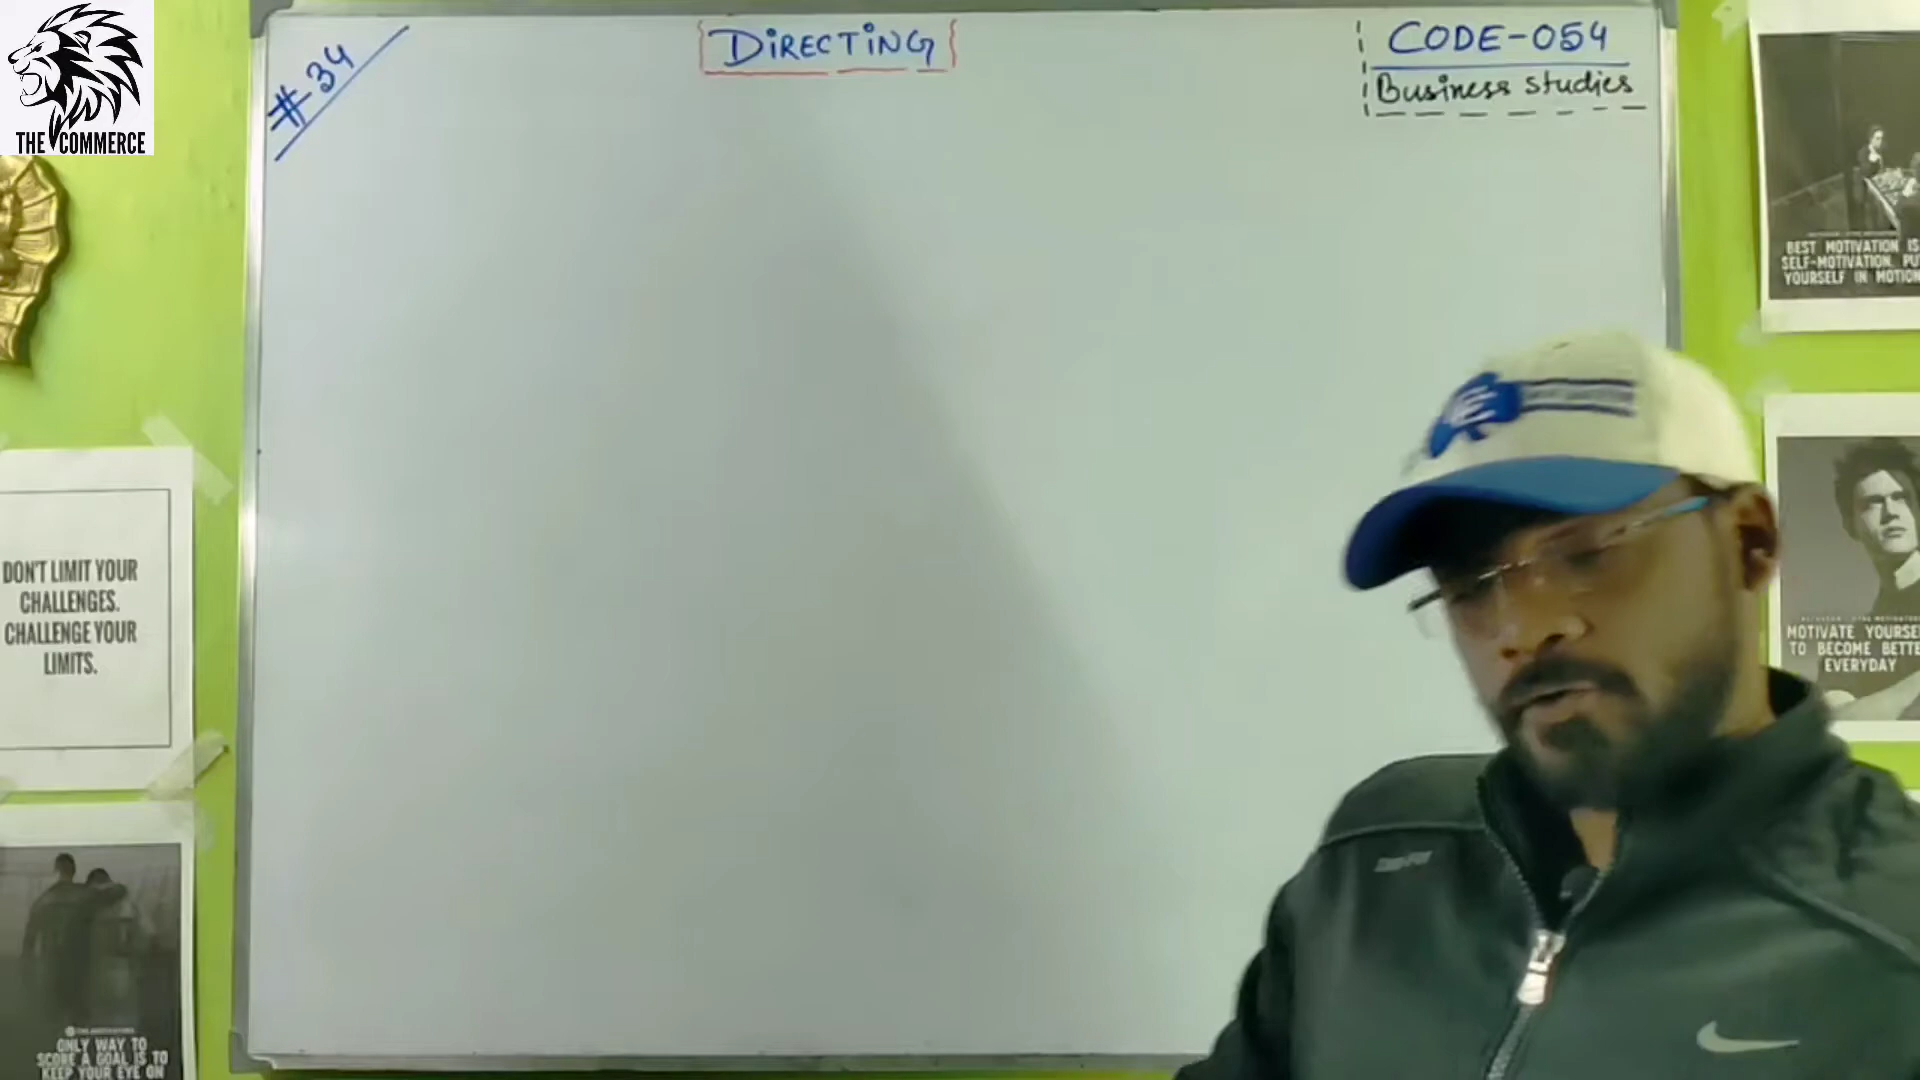 THE COMMERCE
#34
DiRECTiNG
CODE-054
Business studies
BEST MOTIVATION IS
SELF-MOTIVATION. PU
YOURSELF IN MOTION
DON'T LIMIT YOUR
CHALLENGES.
CHALLENGE YOUR
LIMITS.
MOTIVATE YOURSE
TO BECOME BETTE
EVERYDAY
ONLY WAY TO
SCORE A GOAL IS TO
KEEP YOUR EYE ON